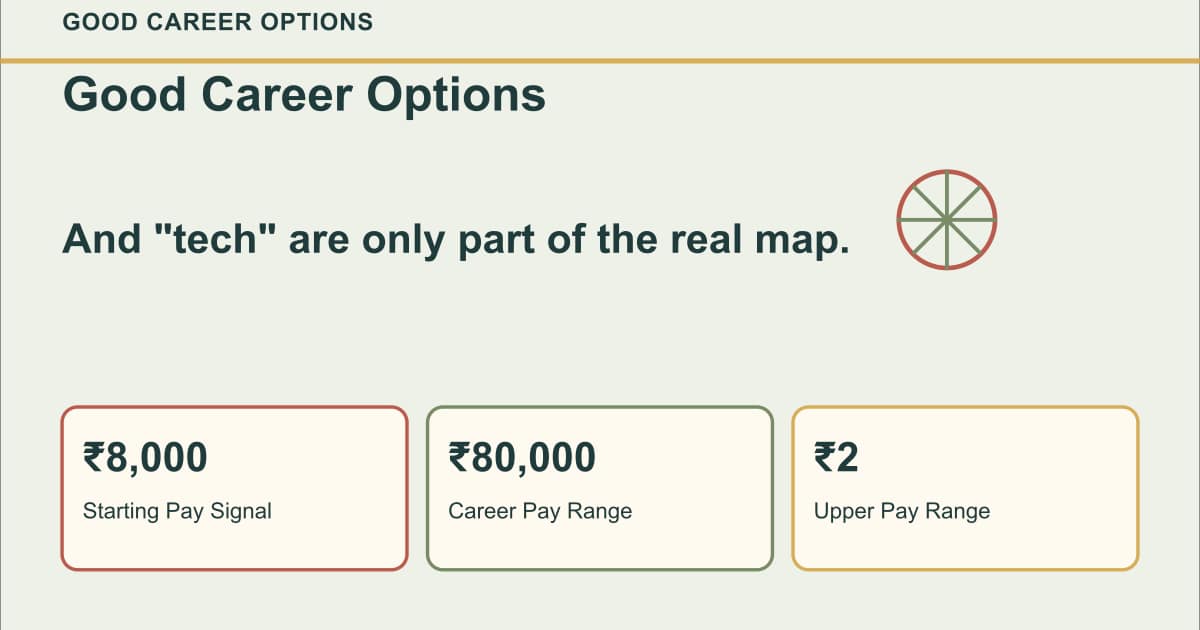 GOOD CAREER OPTIONS
Good Career Options
And "tech" are only part of the real map.
₹8,000
Starting Pay Signal
₹80,000
Career Pay Range
₹2
Upper Pay Range